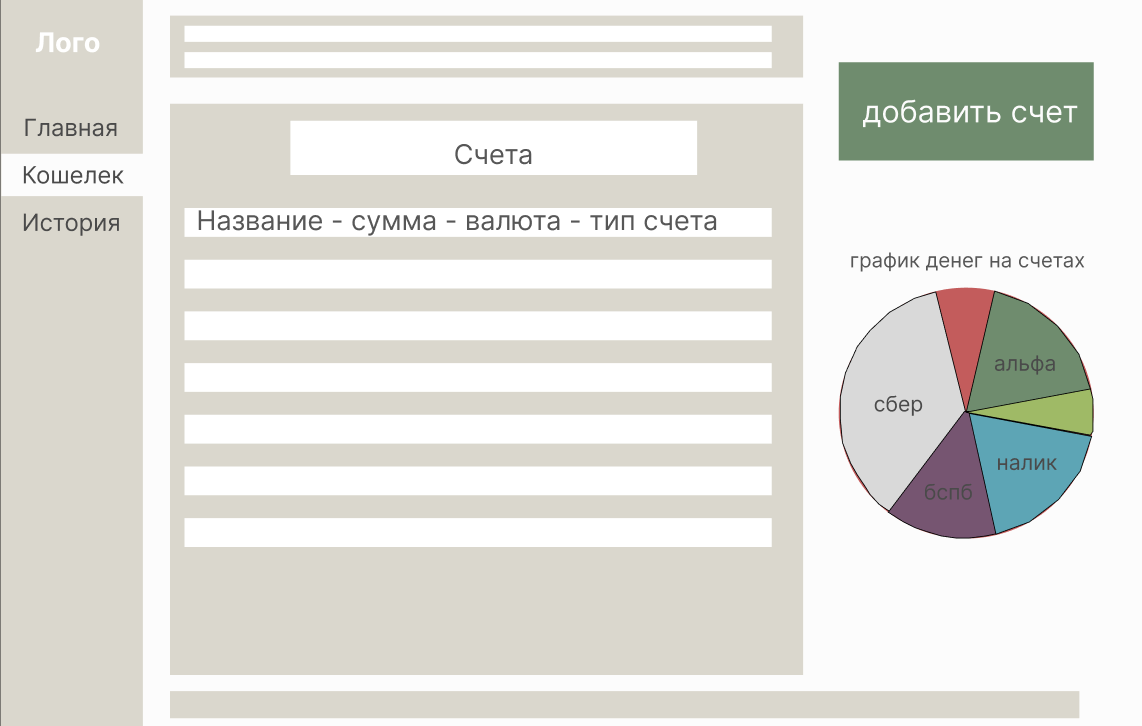 Лого
Главная
Кошелек
История
Счета
Название - сумма - валюта - тип счета
добавить счет
график денег на счетах
альфа
сбер
налик
бспб